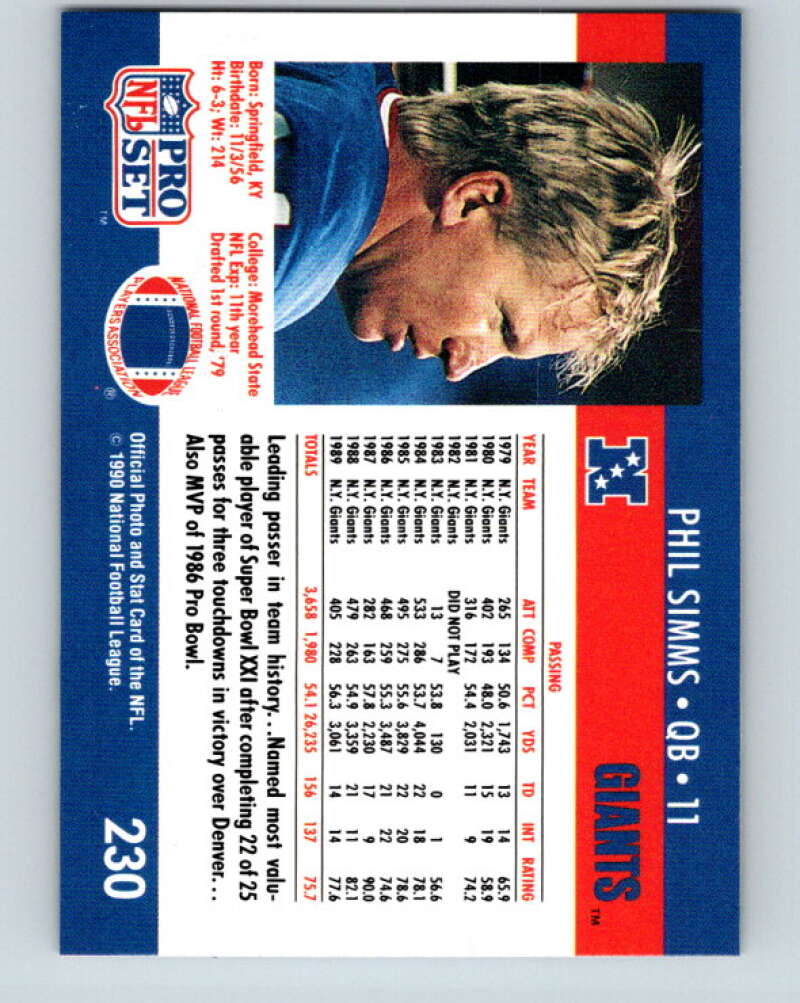 PHIL SIMMS • QB • 11
GIANTS™
PASSING
YEAR TEAM ATT COMP PCT YDS TD INT RATING
1979 N.Y. Giants 265 134 50.6 1,743 13 14 65.9
1980 N.Y. Giants 402 193 48.0 2,321 15 19 58.9
1981 N.Y. Giants 316 172 54.4 2,031 11 9 74.2
1982 N.Y. Giants DID NOT PLAY
1983 N.Y. Giants 13 7 53.8 130 0 1 56.6
1984 N.Y. Giants 533 286 53.7 4,044 22 18 78.1
1985 N.Y. Giants 495 275 55.6 3,829 22 20 78.6
1986 N.Y. Giants 468 259 55.3 3,487 21 22 74.6
1987 N.Y. Giants 282 163 57.8 2,230 17 9 90.0
1988 N.Y. Giants 479 263 54.9 3,359 21 11 82.1
1989 N.Y. Giants 405 228 56.3 3,061 14 14 77.6
TOTALS 3,658 1,980 54.1 26,235 156 137 75.7
Leading passer in team history...Named most valu-
able player of Super Bowl XXI after completing 22 of 25
passes for three touchdowns in victory over Denver...
Also MVP of 1986 Pro Bowl.
Born: Springfield, KY
Birthdate: 11/3/56
Ht: 6-3; Wt: 214
College: Morehead State
NFL Exp: 11th year
Drafted 1st round, '79
NFL
PRO
SET
™
NATIONAL FOOTBALL LEAGUE
PLAYERS ASSOCIATION
®
Official Photo and Stat Card of the NFL.
© 1990 National Football League.
230